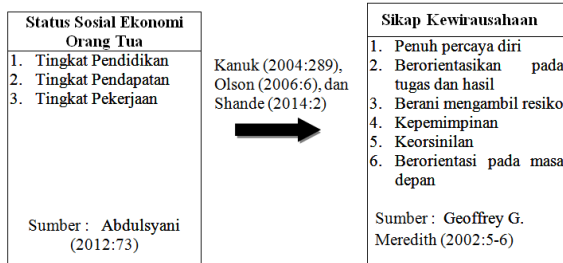 Status Sosial Ekonomi
Orang Tua
1. Tingkat Pendidikan
2. Tingkat Pendapatan
3. Tingkat Pekerjaan
Sumber : Abdulsyani
(2012:73)
Kanuk (2004:289),
Olson (2006:6), dan
Shande (2014:2)
Sikap Kewirausahaan
1. Penuh percaya diri
2. Berorientasikan pada
tugas dan hasil
3. Berani mengambil resiko
4. Kepemimpinan
5. Keorsinilan
6. Berorientasi pada masa
depan
Sumber : Geoffrey G.
Meredith (2002:5-6)